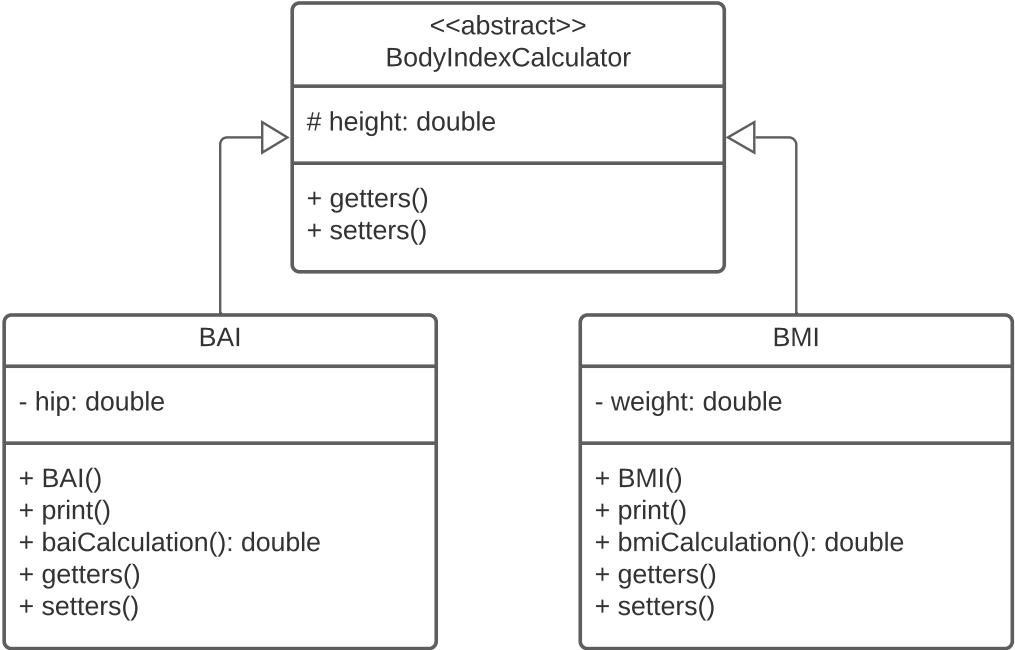 <<abstract>>
BodyIndexCalculator
# height: double
+ getters()
+ setters()
BAI
- hip: double
+ BAI()
+ print()
+ baiCalculation(): double
+ getters()
+ setters()
BMI
- weight: double
+ BMI()
+ print()
+ bmiCalculation(): double
+ getters()
+ setters()